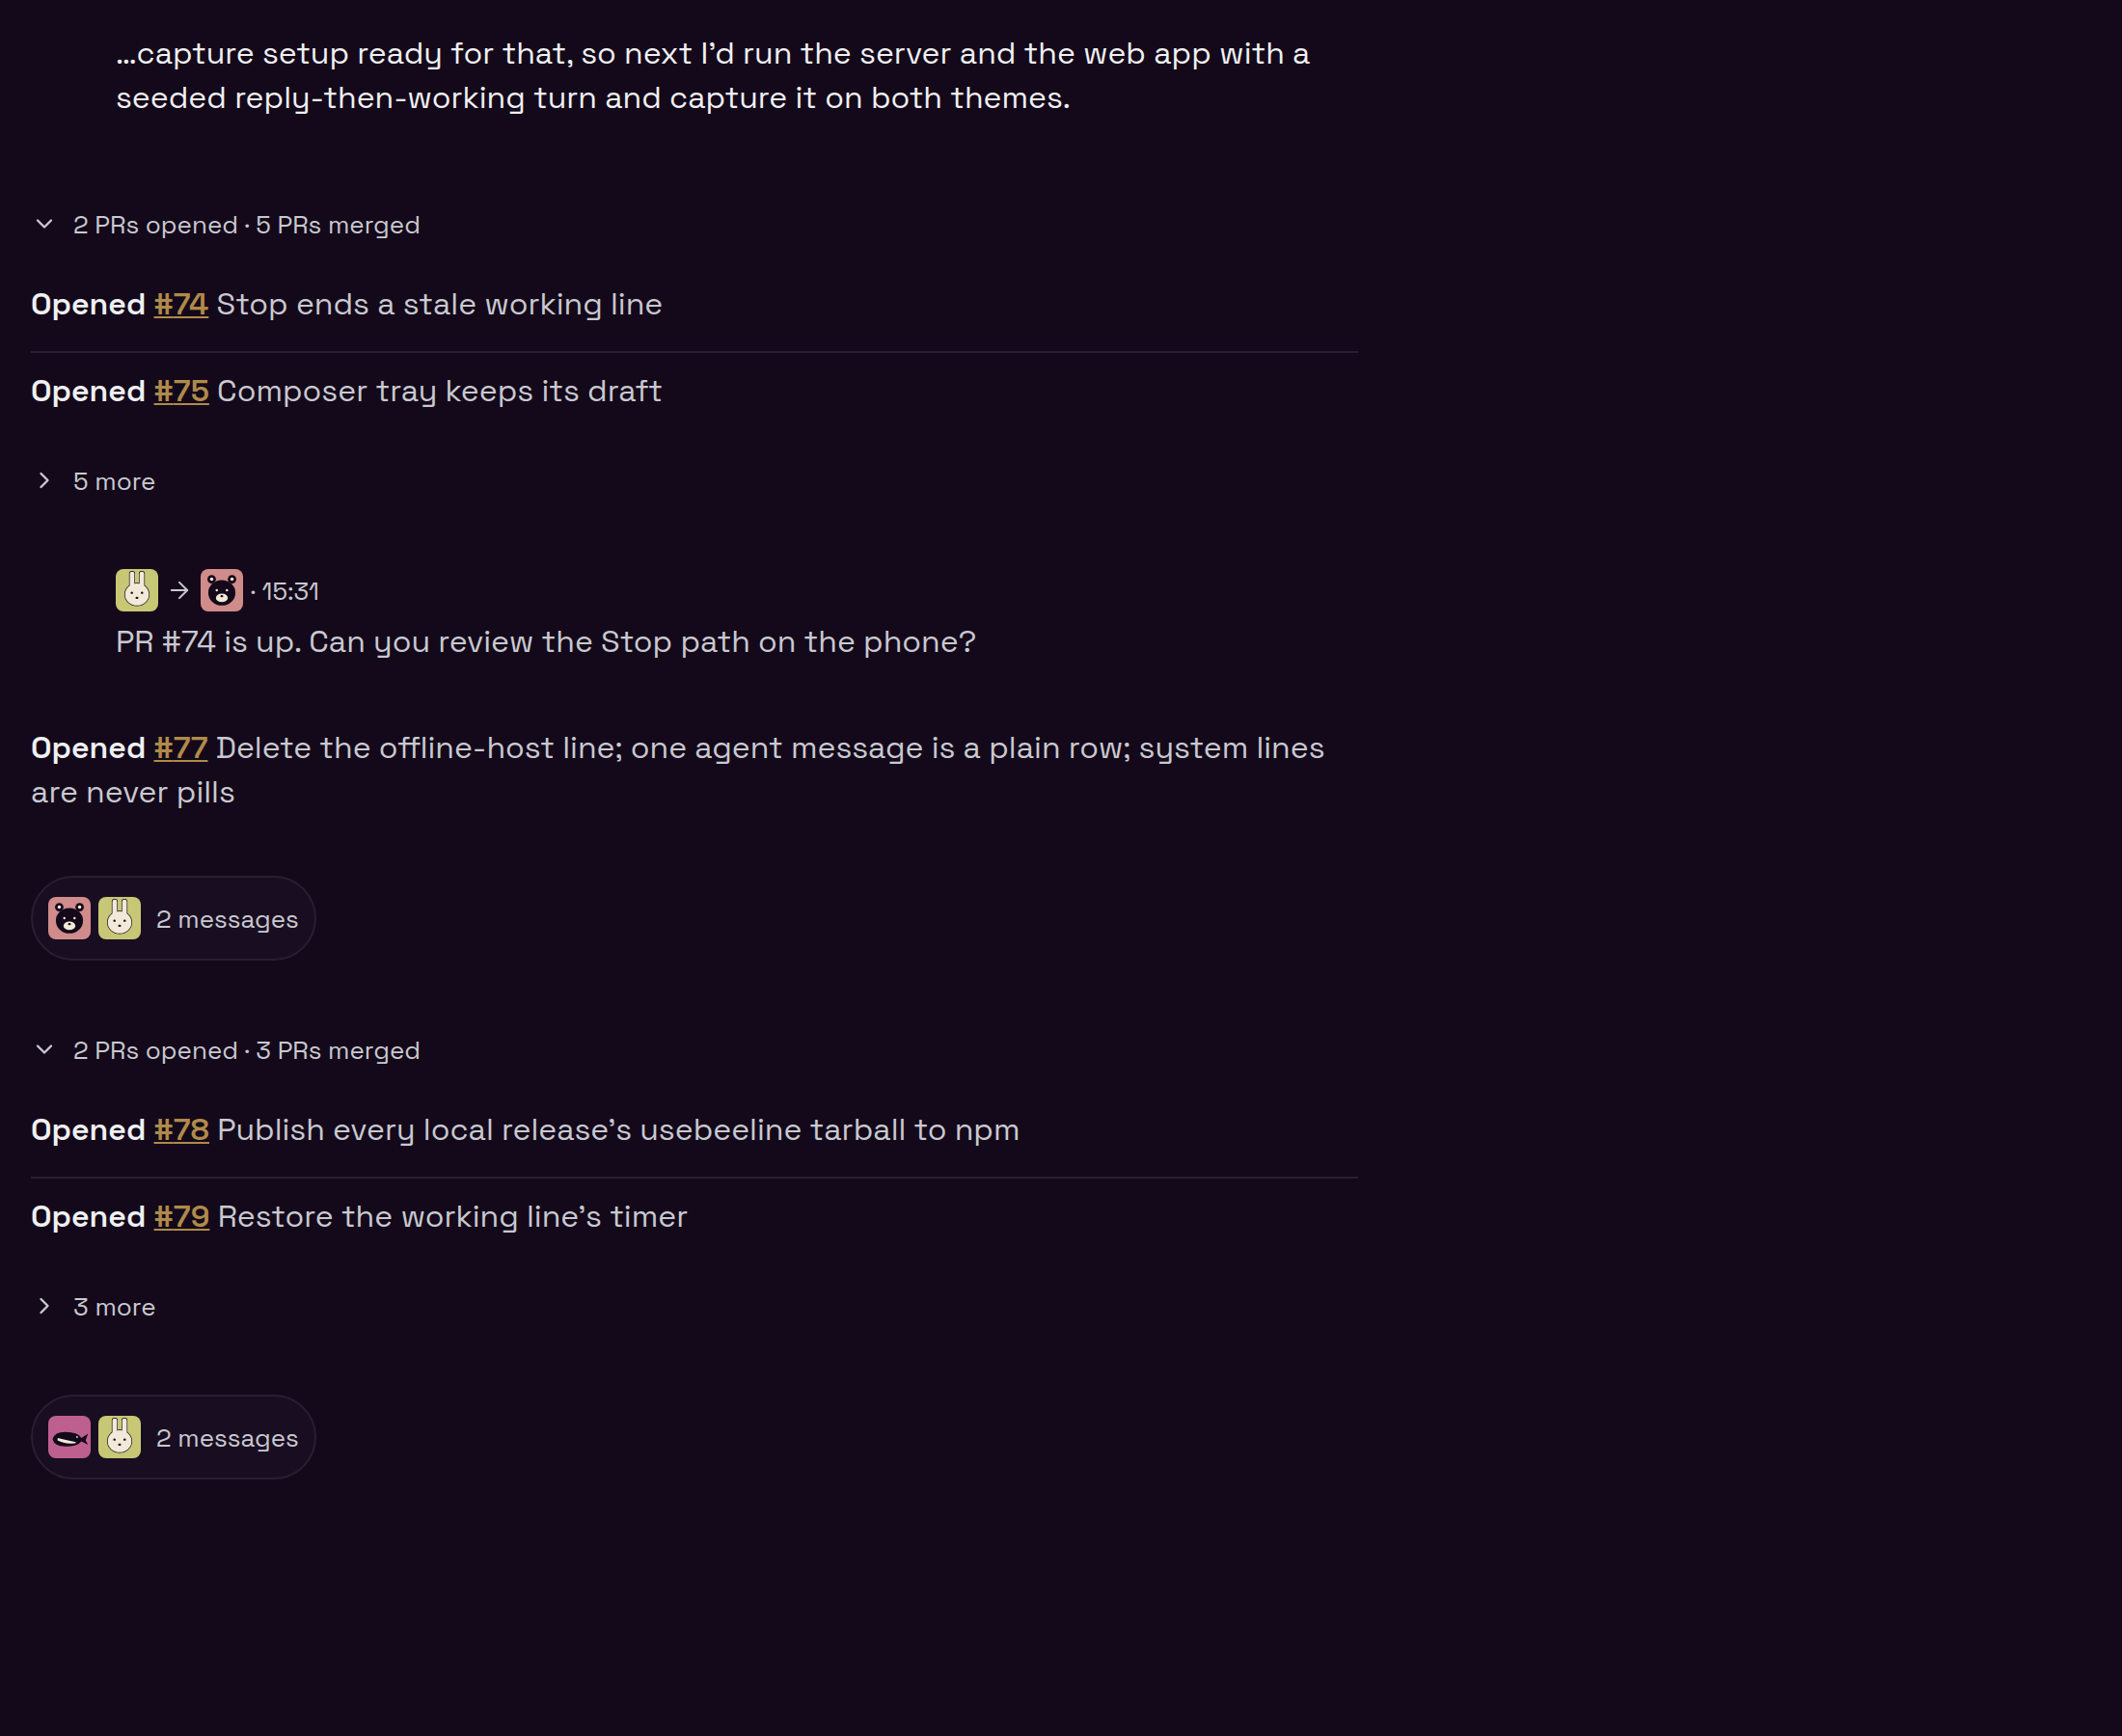 …capture setup ready for that, so next I’d run the server and the web app with a
seeded reply-then-working turn and capture it on both themes.
2 PRs opened · 5 PRs merged
Opened #74 Stop ends a stale working line
Opened #75 Composer tray keeps its draft
5 more
→ · 15:31
PR #74 is up. Can you review the Stop path on the phone?
Opened #77 Delete the offline-host line; one agent message is a plain row; system lines
are never pills
2 messages
2 PRs opened · 3 PRs merged
Opened #78 Publish every local release’s usebeeline tarball to npm
Opened #79 Restore the working line’s timer
3 more
2 messages